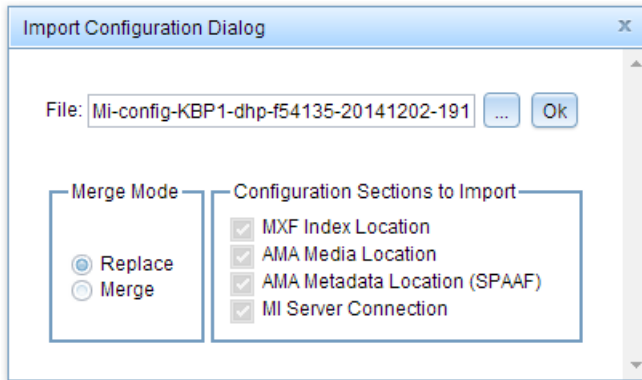 Import Configuration Dialog x
File: Mi-config-KBP1-dhp-f54135-20141202-191 ... Ok
Merge Mode
Replace
Merge
Configuration Sections to Import
MXF Index Location
AMA Media Location
AMA Metadata Location (SPAAF)
MI Server Connection